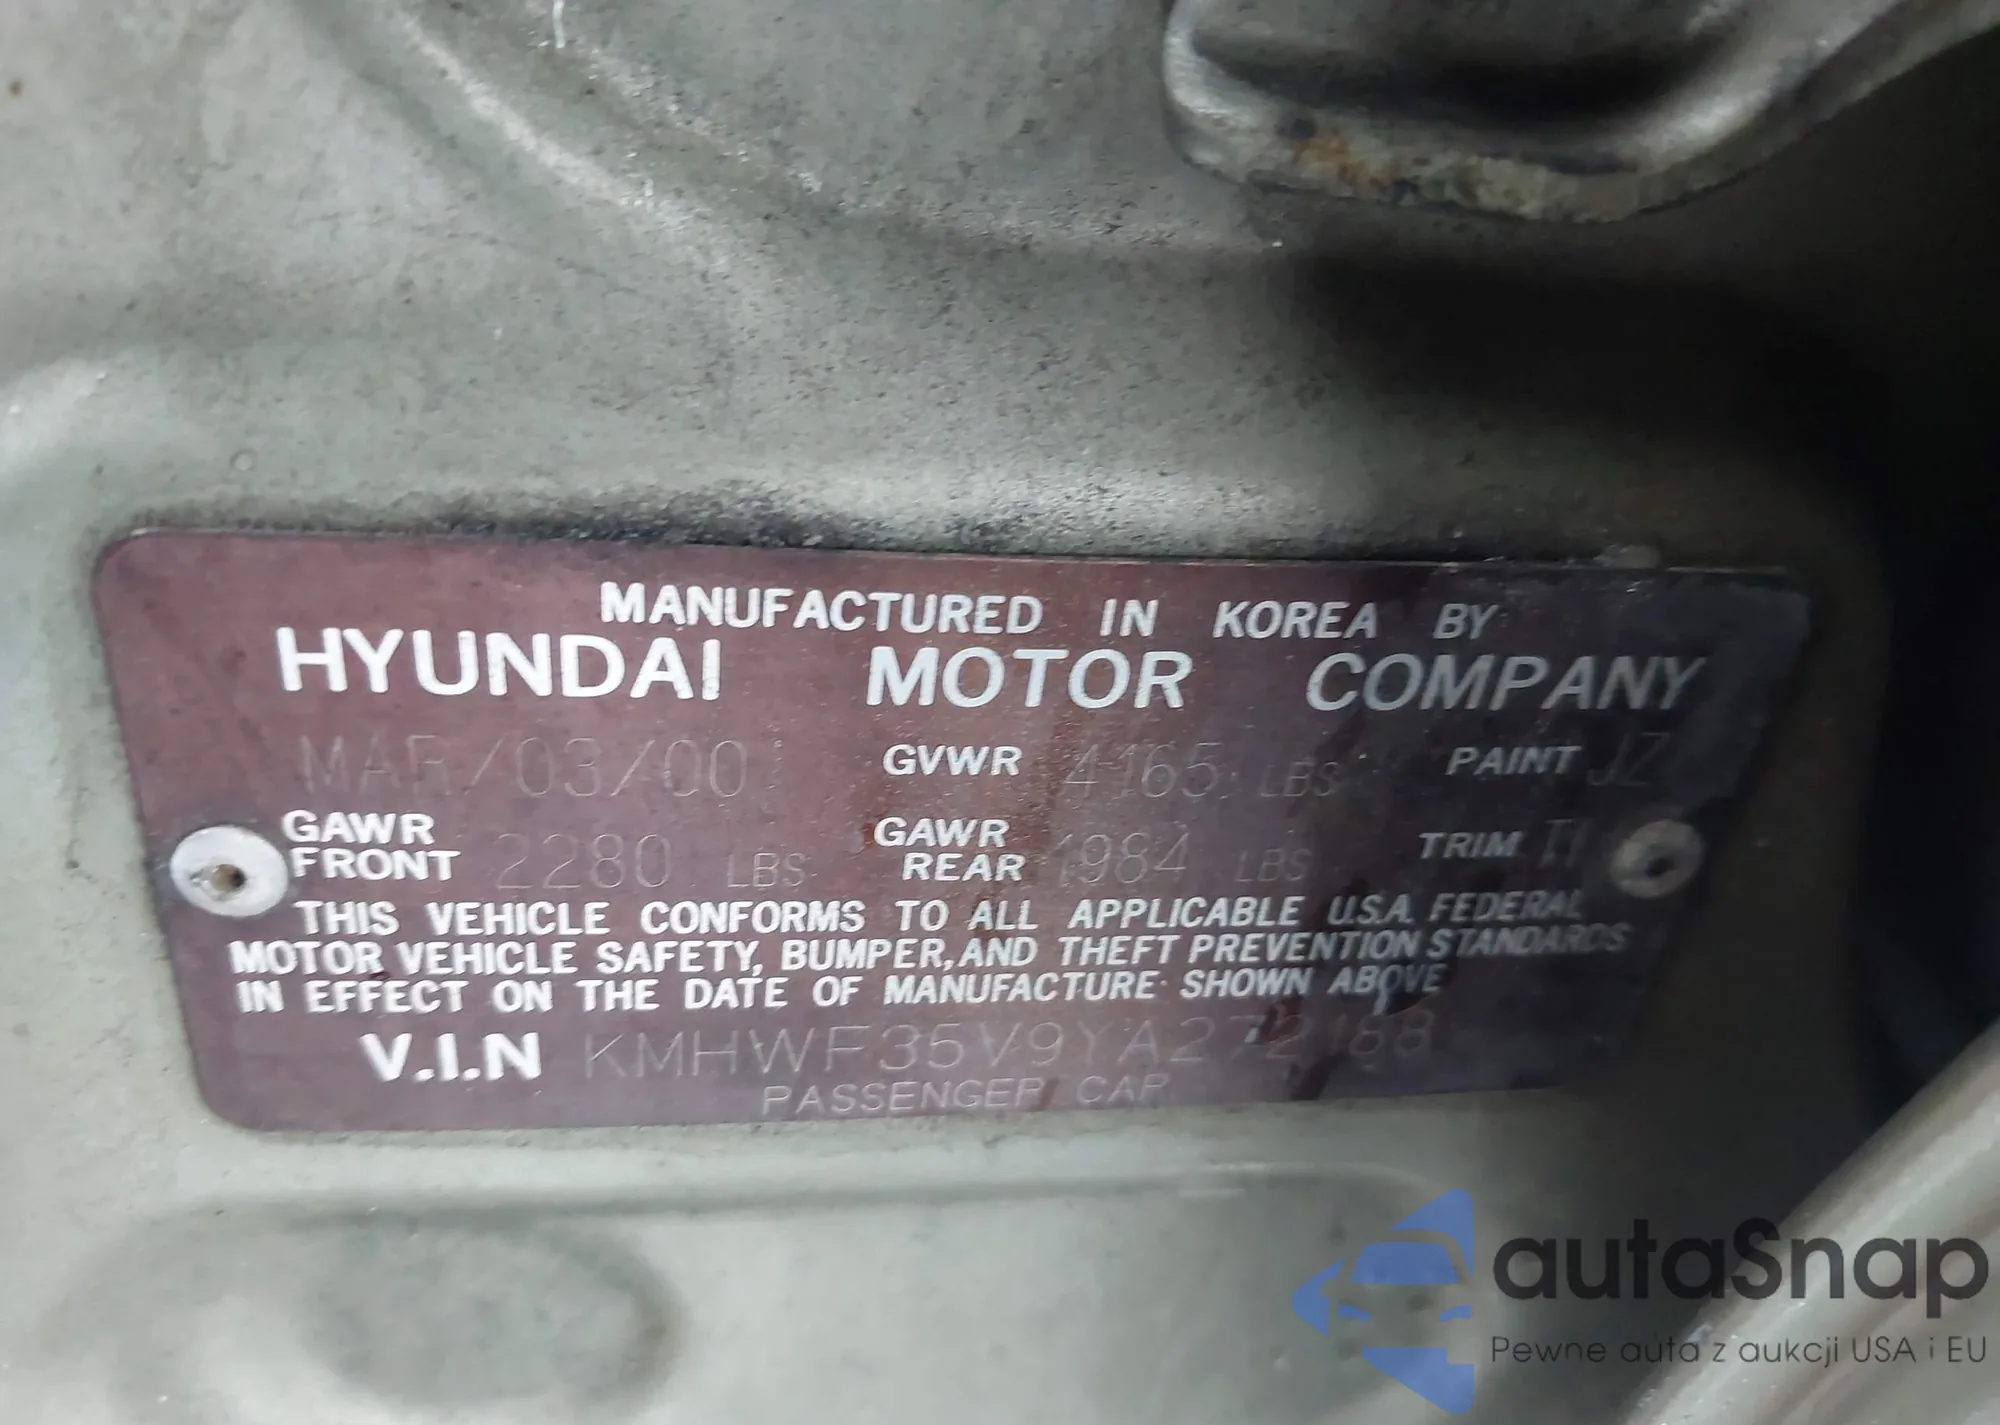 MANUFACTURED IN KOREA BY
HYUNDAI MOTOR COMPANY
MAR/03/00 GVWR 4165 LBS PAINT JZ
GAWR FRONT 2280 LBS GAWR REAR 1984 LBS TRIM
THIS VEHICLE CONFORMS TO ALL APPLICABLE U.S.A. FEDERAL
MOTOR VEHICLE SAFETY, BUMPER, AND THEFT PREVENTION STANDARDS
IN EFFECT ON THE DATE OF MANUFACTURE SHOWN ABOVE
V.I.N KMHWF35V9YA272188
PASSENGER CAR
autaSnap
Pewne auta z aukcji USA i EU